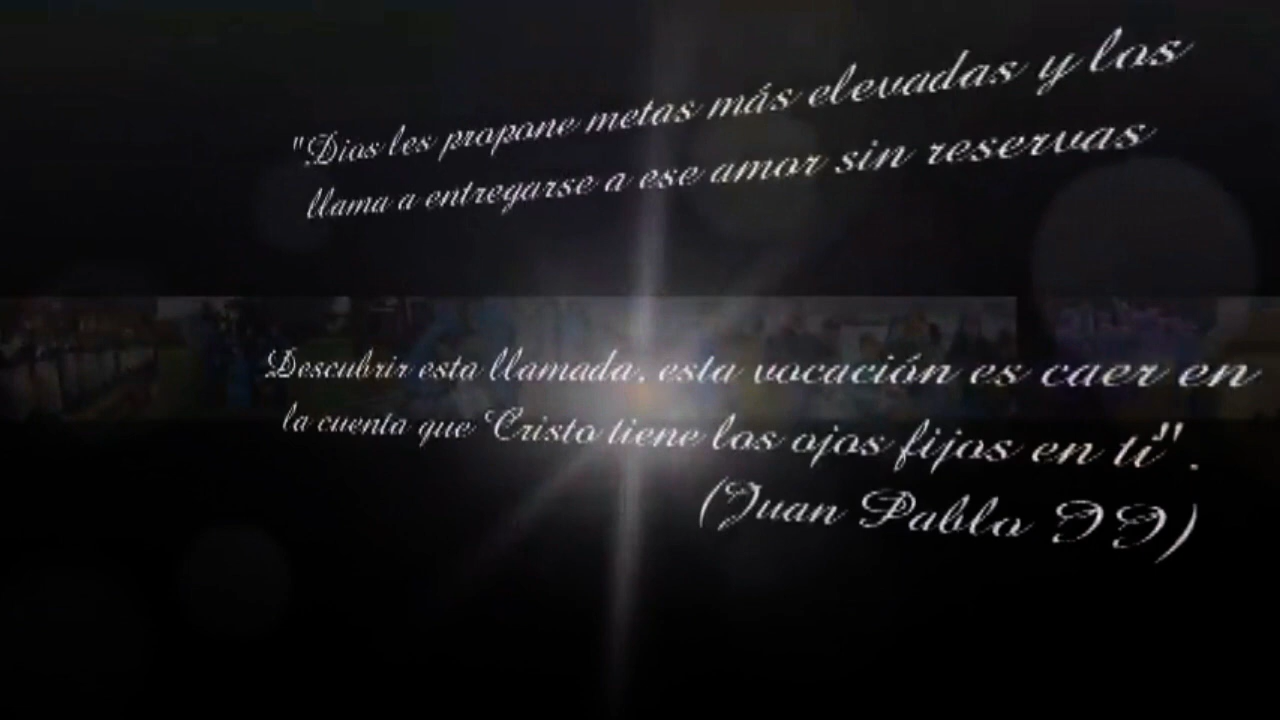 "Dios les propone metas más elevadas y los
llama a entregarse a ese amor sin reservas
Descubrir esta llamada, esta vocación es caer en
la cuenta que Cristo tiene los ojos fijos en ti".
(Juan Pablo II)